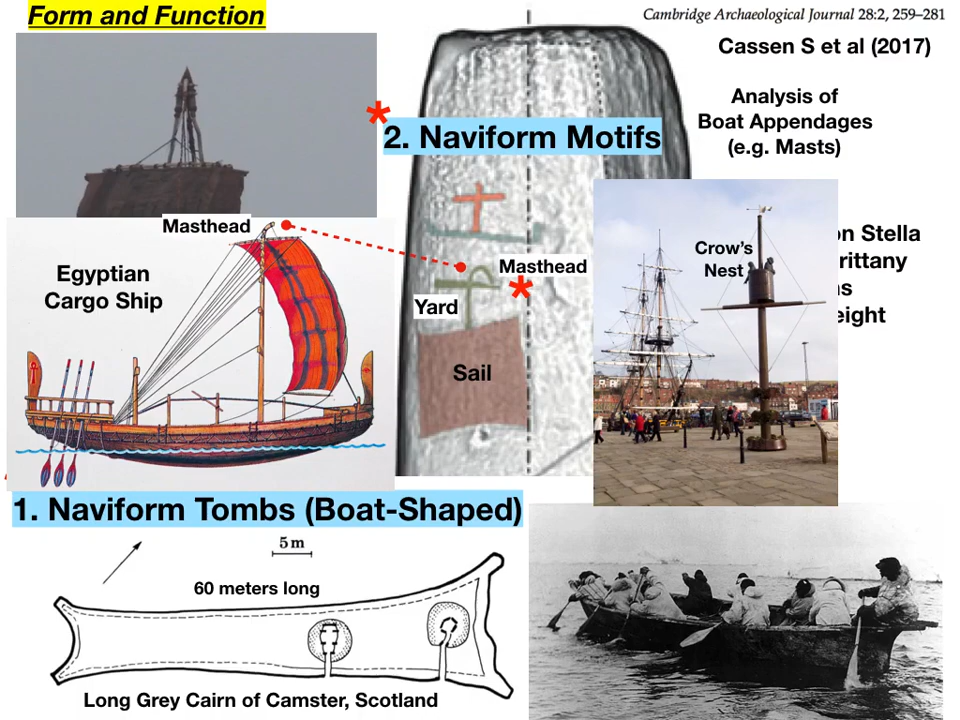 Form and Function
Cambridge Archaeological Journal 28:2, 259–281
Cassen S et al (2017)
Analysis of
Boat Appendages
(e.g. Masts)
2. Naviform Motifs
*
on Stella
rittany
eight
Masthead
Egyptian
Cargo Ship
Masthead
*
Yard
Sail
Crow's
Nest
1. Naviform Tombs (Boat-Shaped)
5 m
60 meters long
Long Grey Cairn of Camster, Scotland